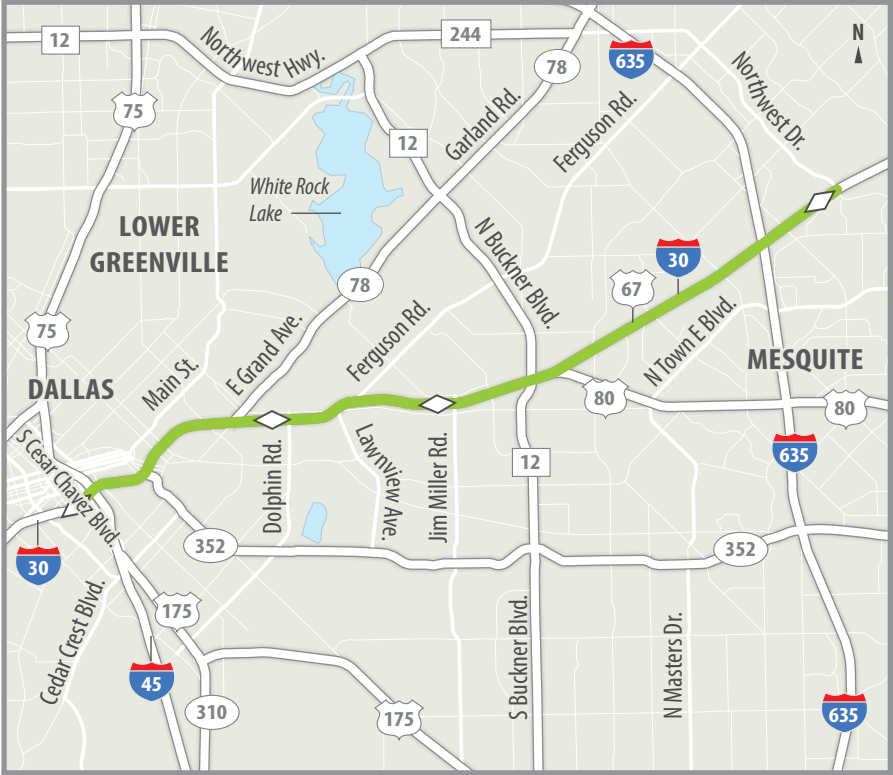 12
244
N
Northwest Hwy.
635
78
75
Northwest Dr.
Garland Rd.
Ferguson Rd.
12
White Rock
Lake
LOWER
GREENVILLE
N Buckner Blvd.
30
78
67
75
E Grand Ave.
Ferguson Rd.
N Town E Blvd.
MESQUITE
Main St.
DALLAS
80
80
S Cesar Chavez Blvd.
Dolphin Rd.
Lawnview Ave.
Jim Miller Rd.
12
635
352
352
30
175
Cedar Crest Blvd.
S Buckner Blvd.
N Masters Dr.
45
310
175
635